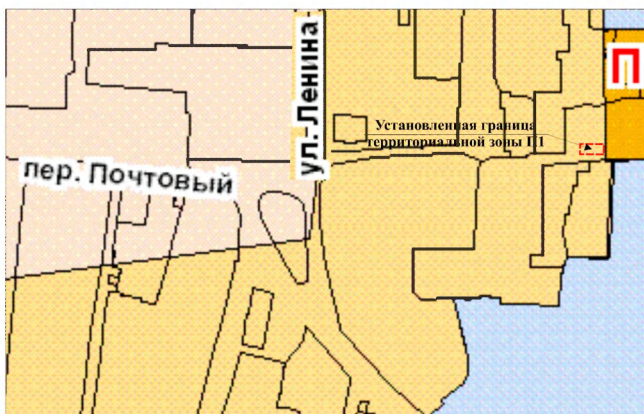 П
ул. Ленина
Установленная граница
территориальной зоны П1
пер. Почтовый